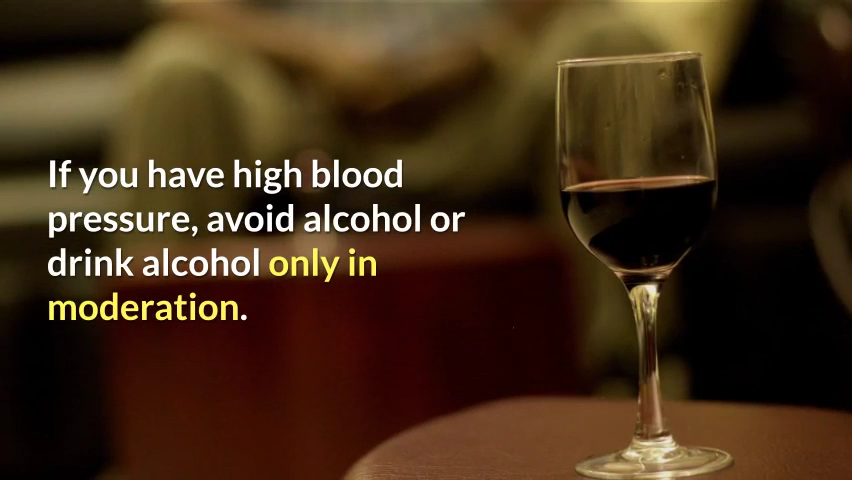 If you have high blood
pressure, avoid alcohol or
drink alcohol only in
moderation.